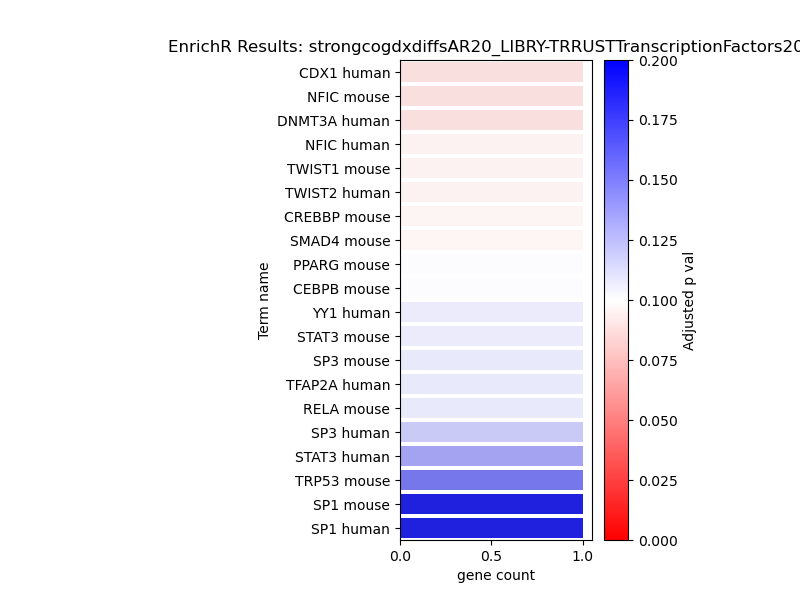 EnrichR Results: strongcogdxdiffsAR20_LIBRY-TRRUSTTranscriptionFactors20
CDX1 human
NFIC mouse
DNMT3A human
NFIC human
TWIST1 mouse
TWIST2 human
CREBBP mouse
SMAD4 mouse
PPARG mouse
CEBPB mouse
YY1 human
STAT3 mouse
SP3 mouse
TFAP2A human
RELA mouse
SP3 human
STAT3 human
TRP53 mouse
SP1 mouse
SP1 human
Term name
0.0 0.5 1.0
gene count
0.200
0.175
0.150
0.125
0.100
0.075
0.050
0.025
0.000
Adjusted p val